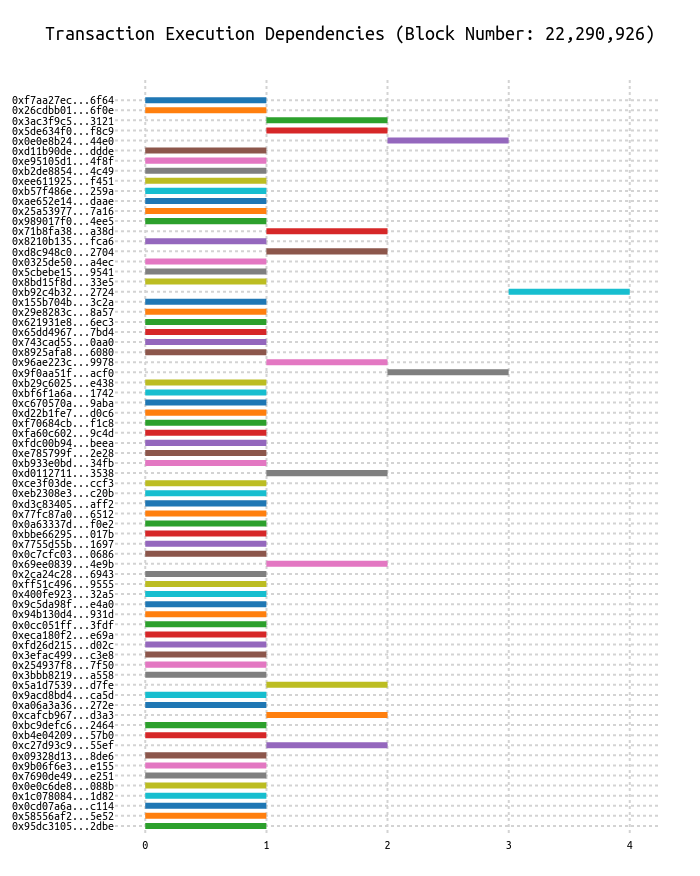 Transaction Execution Dependencies (Block Number: 22,290,926)
0xf7aa27ec...6f64
0x26cdbb01...6f0e
0x3ac3f9c5...3121
0x5de634f0...f8c9
0x0e0e8b24...44e0
0xd11b90de...ddde
0xe95105d1...4f8f
0xb2de8854...4c49
0xee611925...f451
0xb57f486e...259a
0xae652e14...daae
0x25a53977...7a16
0x989017f0...4ee5
0x71b8fa38...a38d
0x8210b135...fca6
0xd8c948c0...2704
0x0325de50...a4ec
0x5cbebe15...9541
0x8bd15f8d...33e5
0xb92c4b32...2724
0x155b704b...3c2a
0x29e8283c...8a57
0x621931e8...6ec3
0x65dd4967...7bd4
0x743cad55...0aa0
0x8925afa8...6080
0x96ae223c...9978
0x9f0aa51f...acf0
0xb29c6025...e438
0xbf6f1a6a...1742
0xc670570a...9aba
0xd22b1fe7...d0c6
0xf70684cb...f1c8
0xfa60c602...9c4d
0xfdc00b94...beea
0xe785799f...2e28
0xb933e0bd...34fb
0xd0112711...3538
0xce3f03de...ccf3
0xeb2308e3...c20b
0xd3c83405...aff2
0x77fc87a0...6512
0x0a63337d...f0e2
0xbbe66295...017b
0x7755d55b...1697
0x0c7cfc03...0686
0x69ee0839...4e9b
0x2ca24c28...6943
0xff51c496...9555
0x400fe923...32a5
0x9c5da98f...e4a0
0x94b130d4...931d
0x0cc051ff...3fdf
0xeca180f2...e69a
0xfd26d215...d02c
0x3efac499...c3e8
0x254937f8...7f50
0x3bbb8219...a558
0x5a1d7539...d7fe
0x9acd8bd4...ca5d
0xa06a3a36...272e
0xcafcb967...d3a3
0xbc9defc6...2464
0xb4e04209...57b0
0xc27d93c9...55ef
0x09328d13...8de6
0x9b06f6e3...e155
0x7690de49...e251
0x0e0c6de8...088b
0x1c078084...1d82
0x0cd07a6a...c114
0x58556af2...5e52
0x95dc3105...2dbe
0 1 2 3 4